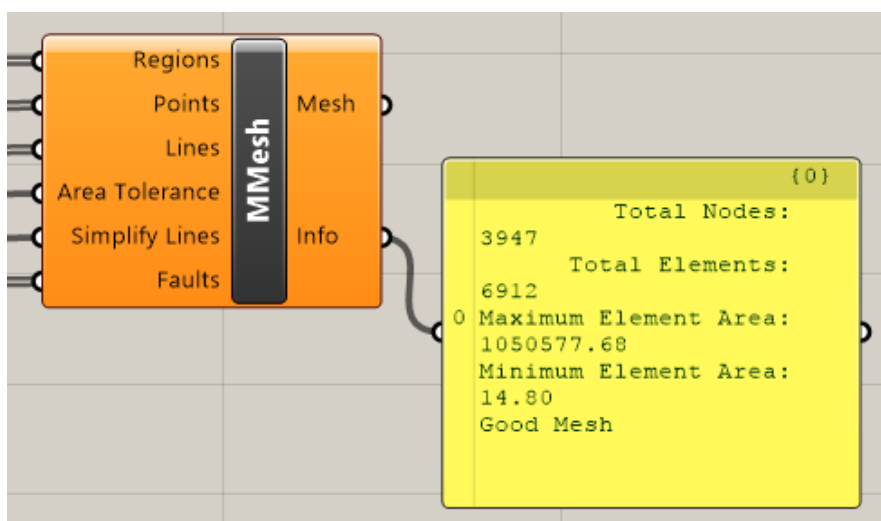 Regions
Points
Lines
Area Tolerance
Simplify Lines
Faults
MMesh
Mesh
Info
{0}
0
Total Nodes:
3947
Total Elements:
6912
Maximum Element Area:
1050577.68
Minimum Element Area:
14.80
Good Mesh